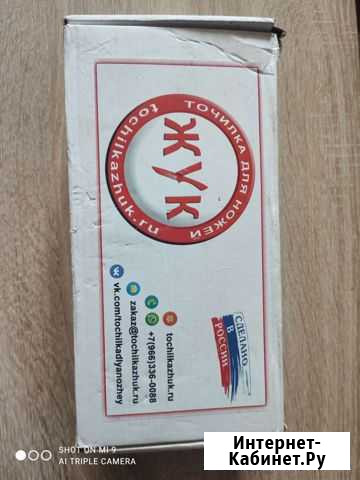 ТОЧИЛКА ДЛЯ НОЖЕЙ
ЖУК
tochilkazhuk.ru
СДЕЛАНО
В
РОССИИ
tochilkazhuk.ru
+7(966)336-0088
zakaz@tochilkazhuk.ru
vk.com/tochilkadlyanozhey
SHOT ON MI 9
AI TRIPLE CAMERA
Интернет-
Кабинет.Ру